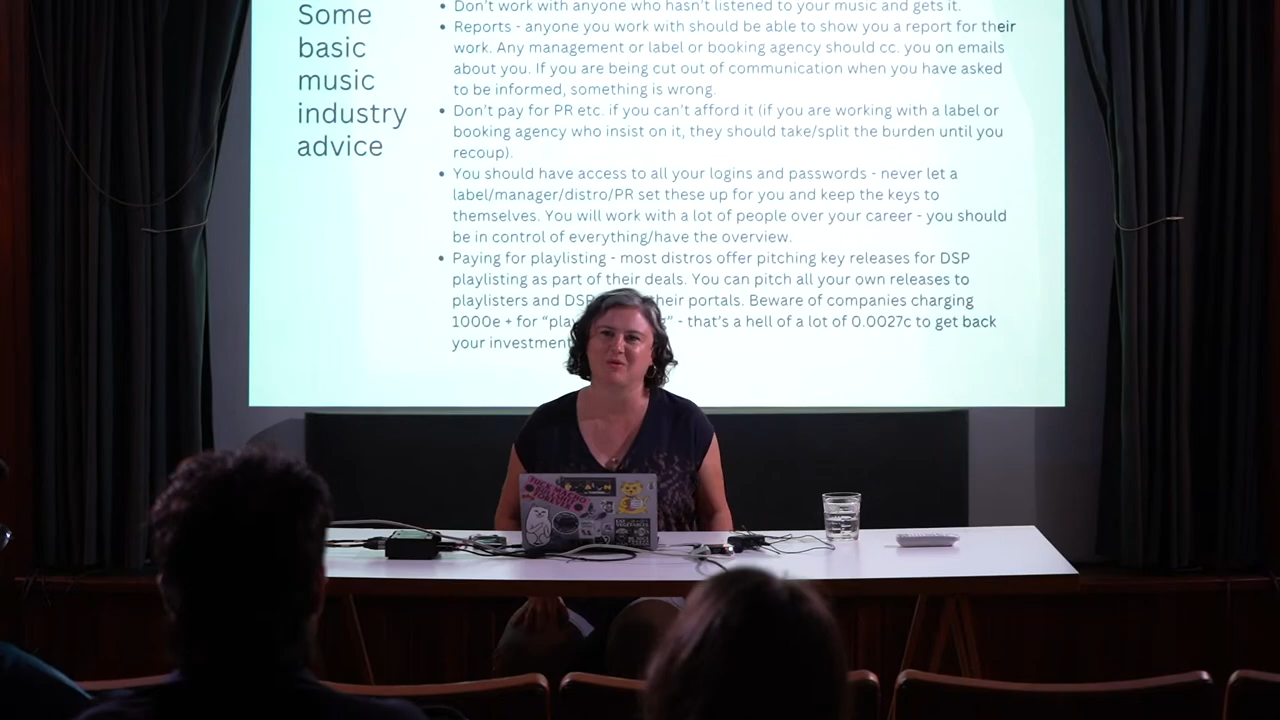 Some
basic
music
industry
advice
Don't work with anyone who hasn't listened to your music and gets it.
Reports - anyone you work with should be able to show you a report for their
work. Any management or label or booking agency should cc. you on emails
about you. If you are being cut out of communication when you have asked
to be informed, something is wrong.
Don't pay for PR etc. if you can't afford it (if you are working with a label or
booking agency who insist on it, they should take/split the burden until you
recoup).
You should have access to all your logins and passwords - never let a
label/manager/distro/PR set these up for you and keep the keys to
themselves. You will work with a lot of people over your career - you should
be in control of everything/have the overview.
Paying for playlisting - most distros offer pitching key releases for DSP
playlisting as part of their deals. You can pitch all your own releases to
playlisters and their portals. Beware of companies charging
1000e + for " " - that's a hell of a lot of 0.0027c to get back
your investment